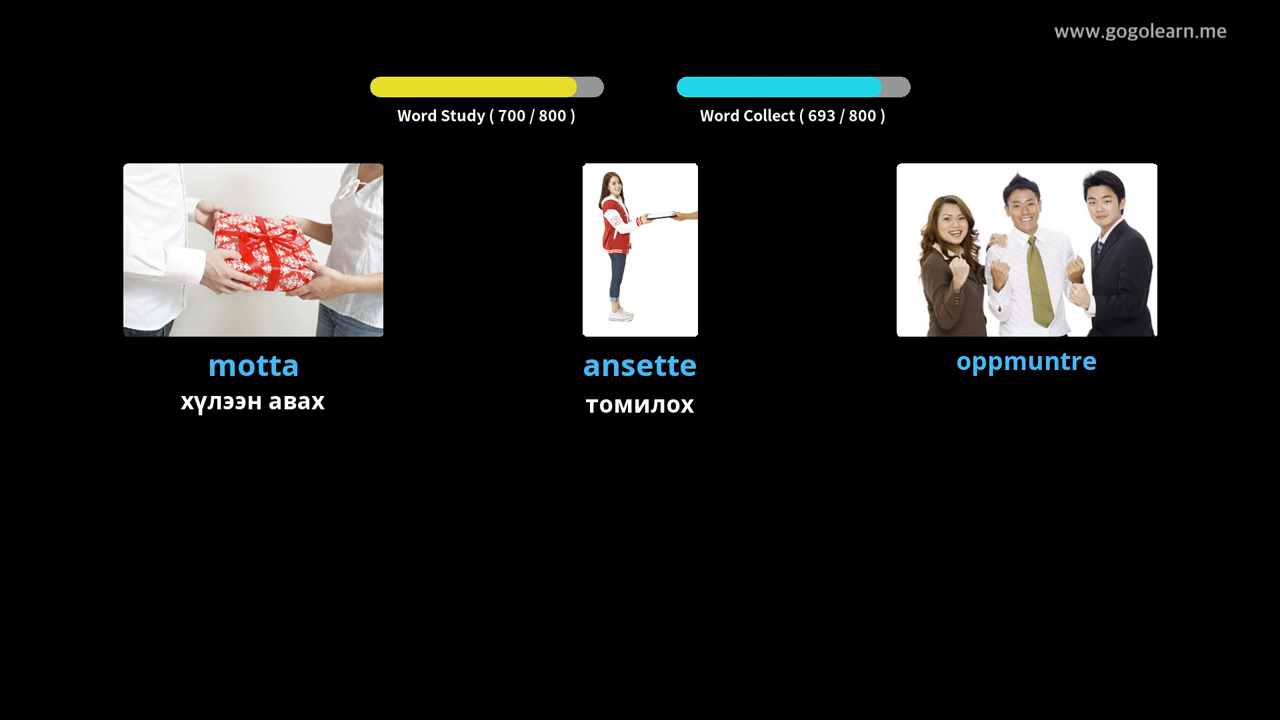 www.gogolearn.me
Word Study ( 700 / 800 )
Word Collect ( 693 / 800 )
motta
ansette
oppmuntre
хүлээн авах
томилох